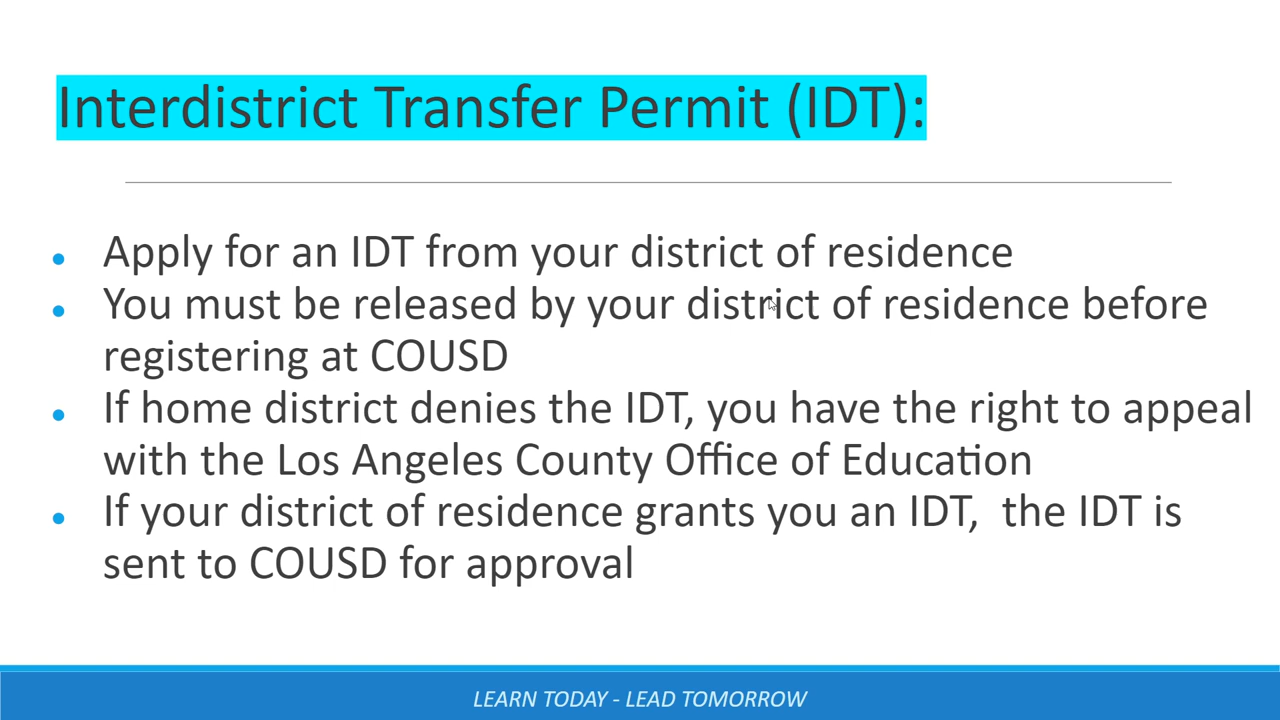 Interdistrict Transfer Permit (IDT):
Apply for an IDT from your district of residence
You must be released by your district of residence before
registering at COUSD
If home district denies the IDT, you have the right to appeal
with the Los Angeles County Office of Education
If your district of residence grants you an IDT,  the IDT is
sent to COUSD for approval
LEARN TODAY - LEAD TOMORROW